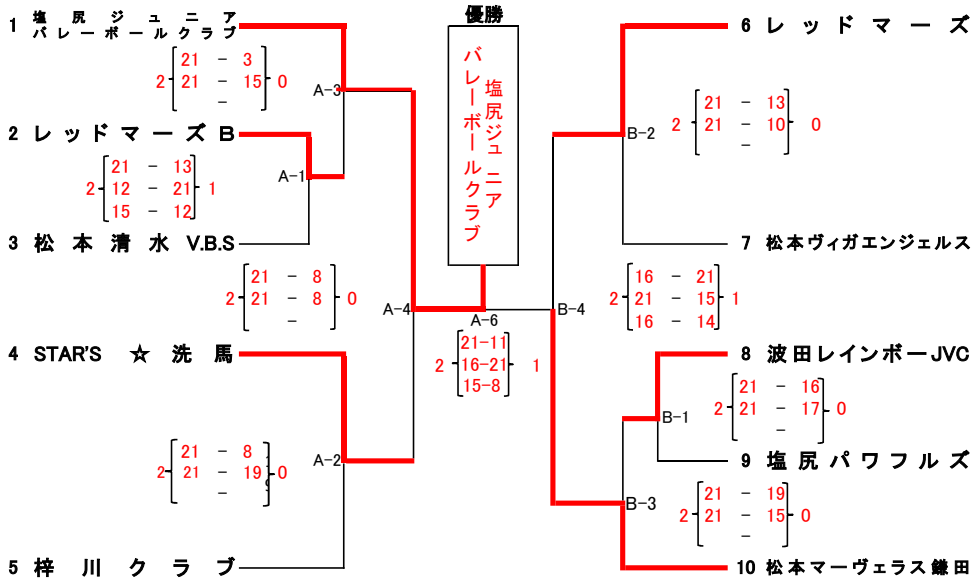 優勝
塩尻ジュニア
バレーボールクラブ
1 塩尻ジュニア
バレーボールクラブ
21 - 3
2 21 - 15 0
-
A-3
2 レッドマーズ B
21 - 13
2 12 - 21 1
15 - 12
A-1
3 松本清水 V.B.S
21 - 8
2 21 - 8 0
-
A-4
4 STAR'S ☆ 洗馬
21 - 8
2 21 - 19 0
-
A-2
5 梓川クラブ
A-6
21-11
2 16-21 1
15-8
6 レッドマーズ
21 - 13
2 21 - 10 0
-
B-2
7 松本ヴィガエンジェルス
16 - 21
2 21 - 15 1
16 - 14
B-4
8 波田レインボーJVC
21 - 16
2 21 - 17 0
-
B-1
9 塩尻パワフルズ
21 - 19
2 21 - 15 0
-
B-3
10 松本マーヴェラス鎌田